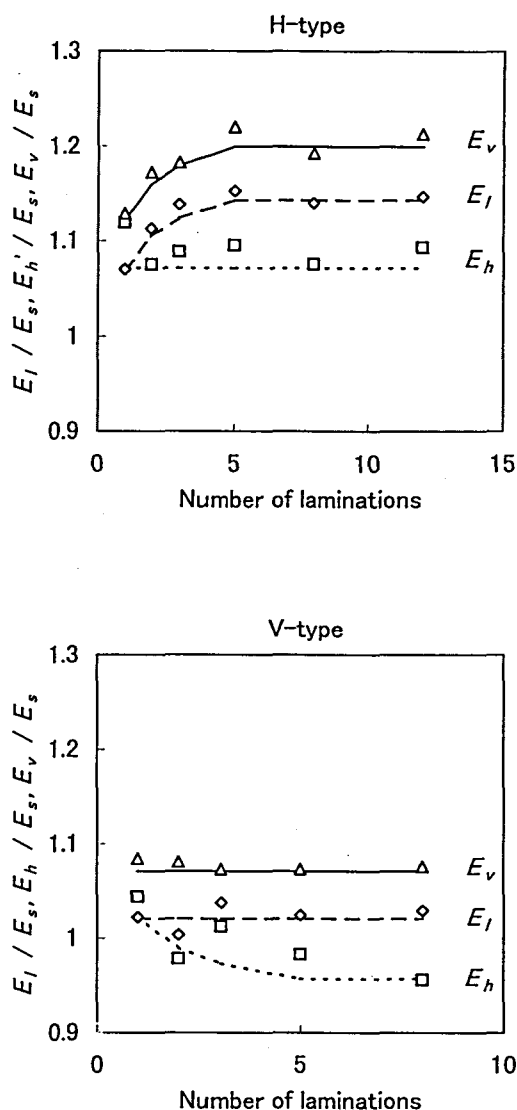 H-type
1.3
1.2
1.1
1
0.9
E_l / E_s, E_h' / E_s, E_v / E_s
E_v
E_l
E_h
0 5 10 15
Number of laminations
V-type
1.3
1.2
1.1
1
0.9
E_l / E_s, E_h / E_s, E_v / E_s
E_v
E_l
E_h
0 5 10
Number of laminations